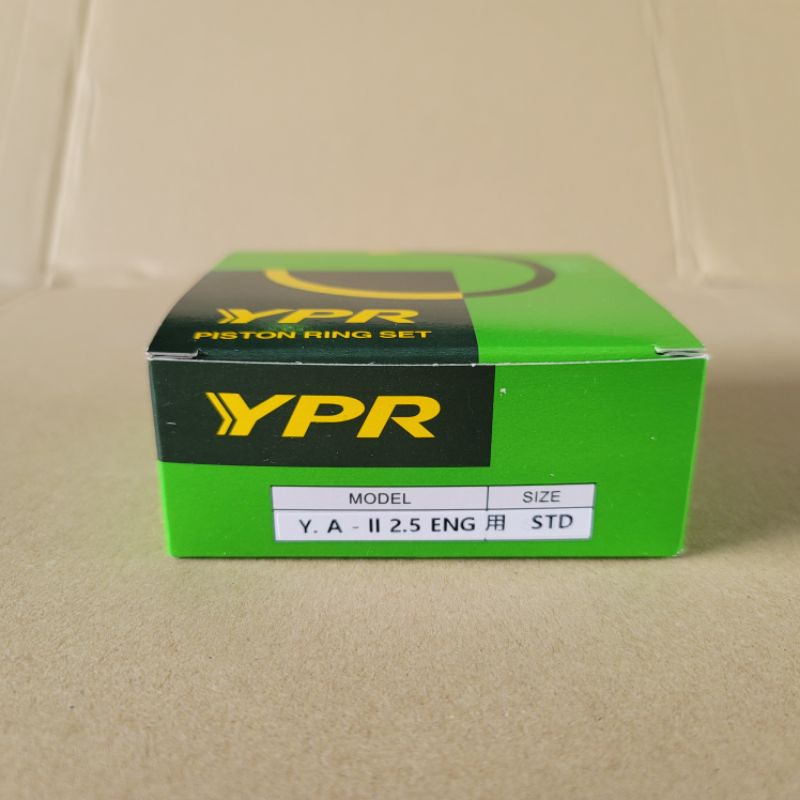 YPR
PISTON RING SET
YPR
MODEL SIZE
Y. A - II 2.5 ENG 用 STD